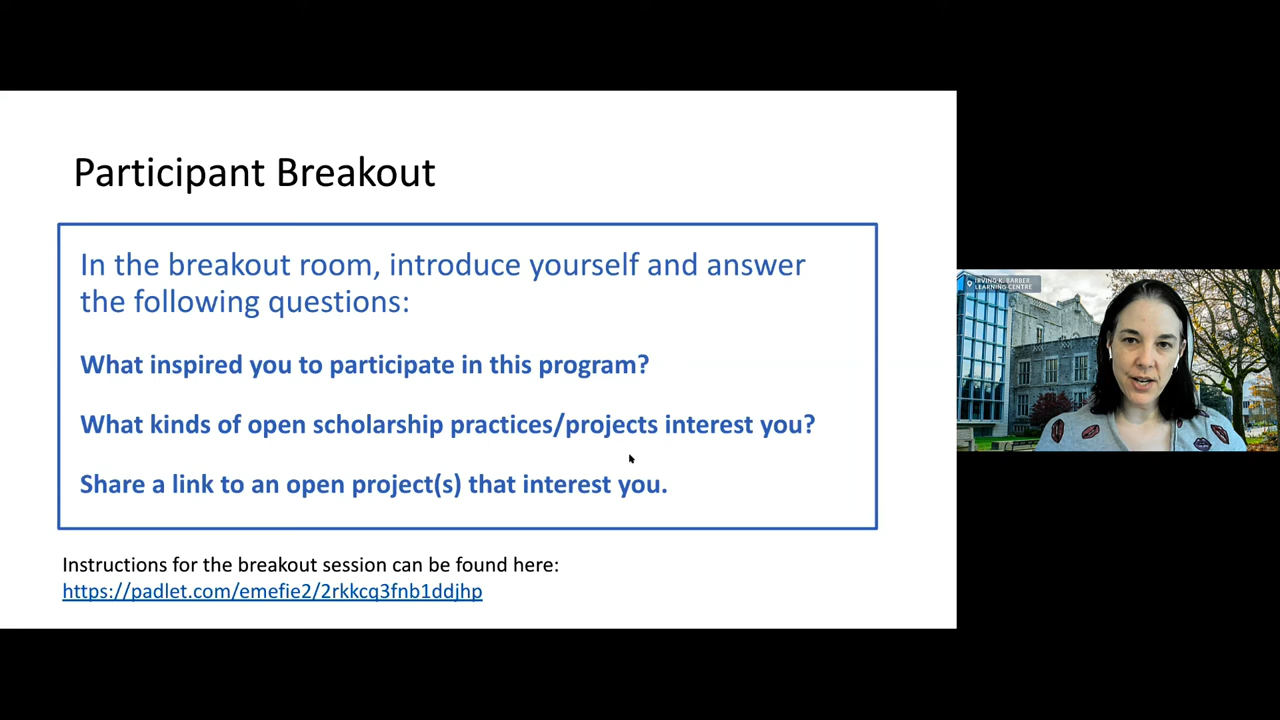 Participant Breakout
In the breakout room, introduce yourself and answer
the following questions:
What inspired you to participate in this program?
What kinds of open scholarship practices/projects interest you?
Share a link to an open project(s) that interest you.
Instructions for the breakout session can be found here:
https://padlet.com/emefie2/2rkkcq3fnb1ddjhp
IRVING K. BARBER
LEARNING CENTRE